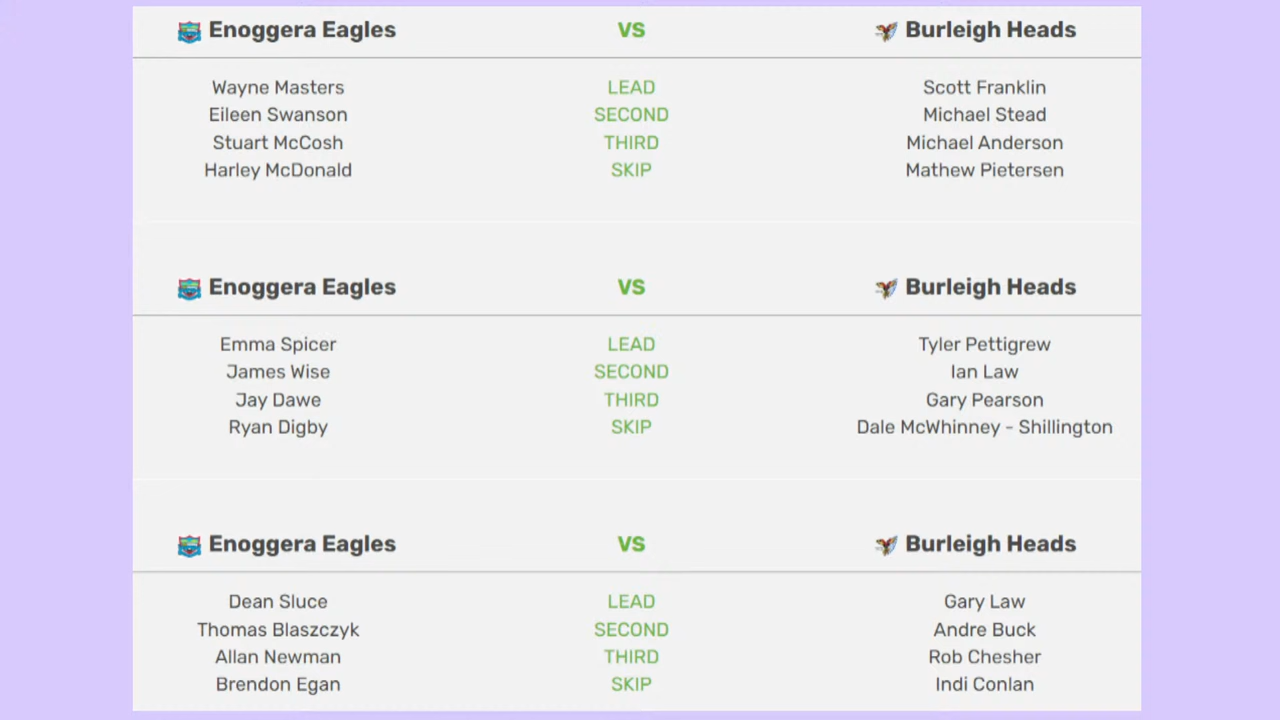 Enoggera Eagles VS Burleigh Heads
Wayne Masters LEAD Scott Franklin
Eileen Swanson SECOND Michael Stead
Stuart McCosh THIRD Michael Anderson
Harley McDonald SKIP Mathew Pietersen
Enoggera Eagles VS Burleigh Heads
Emma Spicer LEAD Tyler Pettigrew
James Wise SECOND Ian Law
Jay Dawe THIRD Gary Pearson
Ryan Digby SKIP Dale McWhinney - Shillington
Enoggera Eagles VS Burleigh Heads
Dean Sluce LEAD Gary Law
Thomas Blaszczyk SECOND Andre Buck
Allan Newman THIRD Rob Chesher
Brendon Egan SKIP Indi Conlan